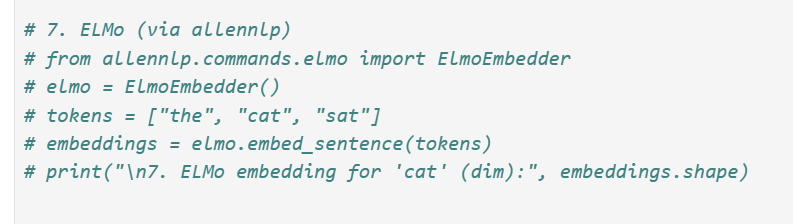 # 7. ELMo (via allennlp)
# from allennlp.commands.elmo import ElmoEmbedder
# elmo = ElmoEmbedder()
# tokens = ["the", "cat", "sat"]
# embeddings = elmo.embed_sentence(tokens)
# print("\n7. ELMo embedding for 'cat' (dim):", embeddings.shape)